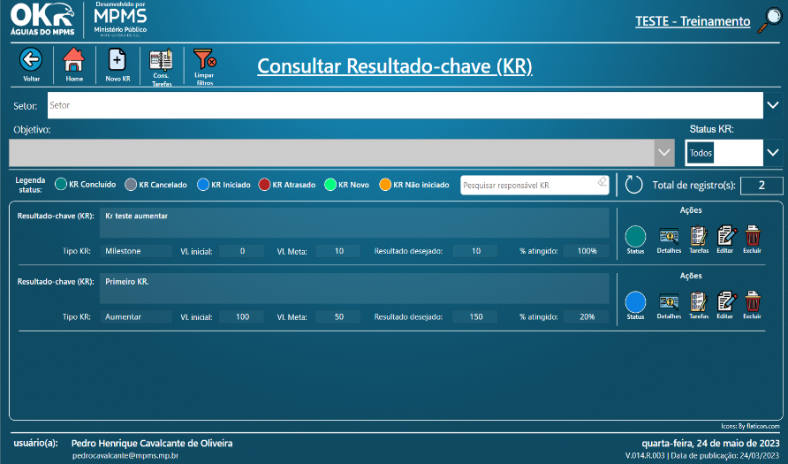 OKR
ÁGUIAS DO MPMS
Desenvolvido por
MPMS
Ministério Público
TESTE - Treinamento
Voltar
Home
Novo KR
Cons. Tarefas
Limpar filtros
Consultar Resultado-chave (KR)
Setor: Setor
Objetivo:
Status KR:
Todos
Legenda status:
KR Concluído
KR Cancelado
KR Iniciado
KR Atrasado
KR Novo
KR Não iniciado
Pesquisar responsável KR
Total de registro(s): 2
Resultado-chave (KR): Kr teste aumentar
Ações
Tipo KR: Milestone Vl. inicial: 0 Vl. Meta: 10 Resultado desejado: 10 % atingido: 100%
Status Detalhes Tarefas Editar Excluir
Resultado-chave (KR): Primeiro KR.
Ações
Tipo KR: Aumentar Vl. inicial: 100 Vl. Meta: 50 Resultado desejado: 150 % atingido: 20%
Status Detalhes Tarefas Editar Excluir
Icons: By flaticon.com
usuário(a): Pedro Henrique Cavalcante de Oliveira
pedrocavalcante@mpms.mp.br
quarta-feira, 24 de maio de 2023
V.014.R.003 | Data de publicação: 24/03/2023